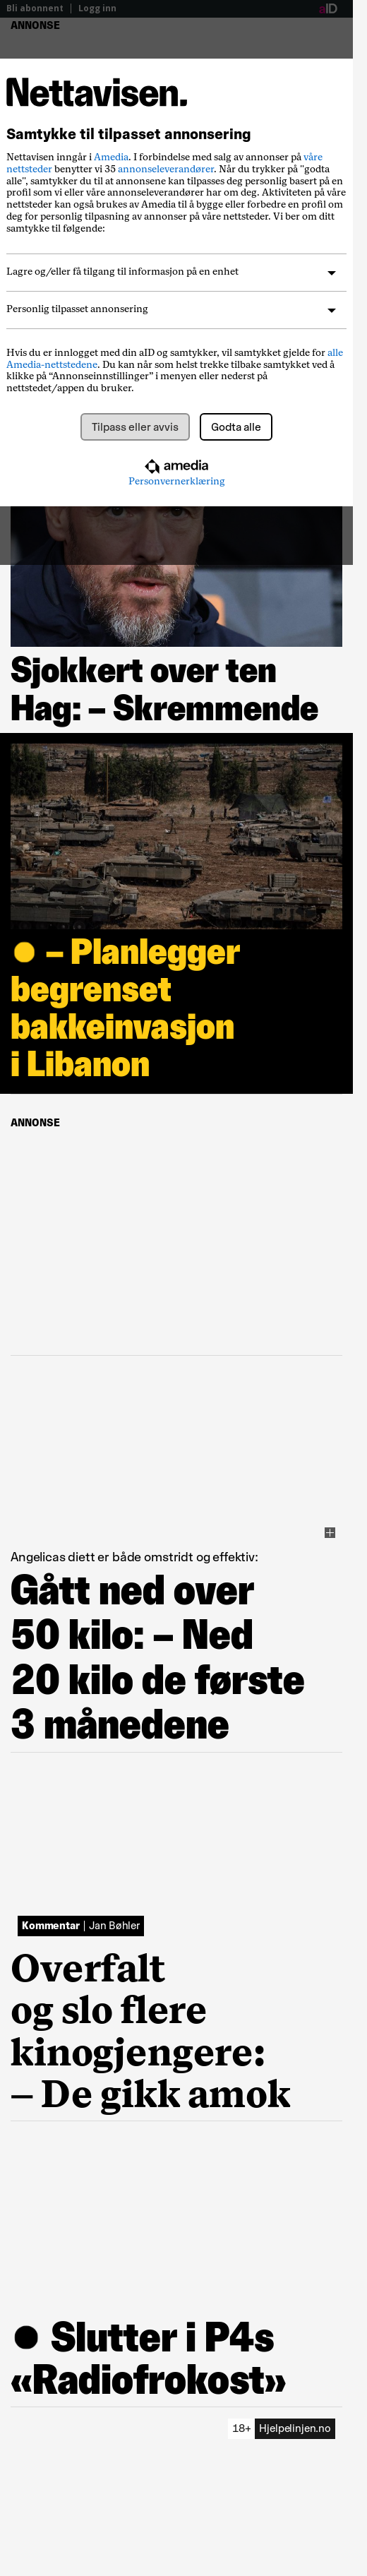 Bli abonnent | Logg inn
aID
ANNONSE
Nettavisen.
Samtykke til tilpasset annonsering
Nettavisen inngår i Amedia. I forbindelse med salg av annonser på våre
nettsteder benytter vi 35 annonseleverandører. Når du trykker på "godta
alle", samtykker du til at annonsene kan tilpasses deg personlig basert på en
profil som vi eller våre annonseleverandører har om deg. Aktiviteten på våre
nettsteder kan også brukes av Amedia til å bygge eller forbedre en profil om
deg for personlig tilpasning av annonser på våre nettsteder. Vi ber om ditt
samtykke til følgende:
Lagre og/eller få tilgang til informasjon på en enhet
Personlig tilpasset annonsering
Hvis du er innlogget med din aID og samtykker, vil samtykket gjelde for alle
Amedia-nettstedene. Du kan når som helst trekke tilbake samtykket ved å
klikke på “Annonseinnstillinger” i menyen eller nederst på
nettstedet/appen du bruker.
Tilpass eller avvis
Godta alle
amedia
Personvernerklæring
Sjokkert over ten
Hag: – Skremmende
● – Planlegger
begrenset
bakkeinvasjon
i Libanon
ANNONSE
Angelicas diett er både omstridt og effektiv:
Gått ned over
50 kilo: – Ned
20 kilo de første
3 månedene
Kommentar | Jan Bøhler
Overfalt
og slo flere
kinogjengere:
– De gikk amok
● Slutter i P4s
«Radiofrokost»
18+ Hjelpelinjen.no